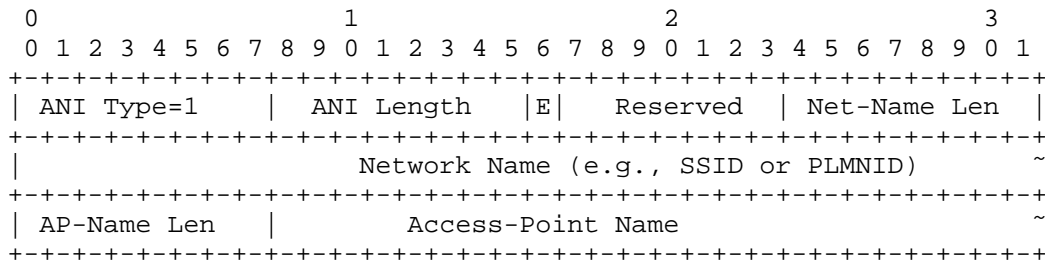 0                   1                   2                   3
 0 1 2 3 4 5 6 7 8 9 0 1 2 3 4 5 6 7 8 9 0 1 2 3 4 5 6 7 8 9 0 1
+-+-+-+-+-+-+-+-+-+-+-+-+-+-+-+-+-+-+-+-+-+-+-+-+-+-+-+-+-+-+-+-+
| ANI Type=1    |  ANI Length   |E|   Reserved  | Net-Name Len  |
+-+-+-+-+-+-+-+-+-+-+-+-+-+-+-+-+-+-+-+-+-+-+-+-+-+-+-+-+-+-+-+-+
|                     Network Name (e.g., SSID or PLMNID)       ~
+-+-+-+-+-+-+-+-+-+-+-+-+-+-+-+-+-+-+-+-+-+-+-+-+-+-+-+-+-+-+-+-+
| AP-Name Len   |        Access-Point Name                      ~
+-+-+-+-+-+-+-+-+-+-+-+-+-+-+-+-+-+-+-+-+-+-+-+-+-+-+-+-+-+-+-+-+